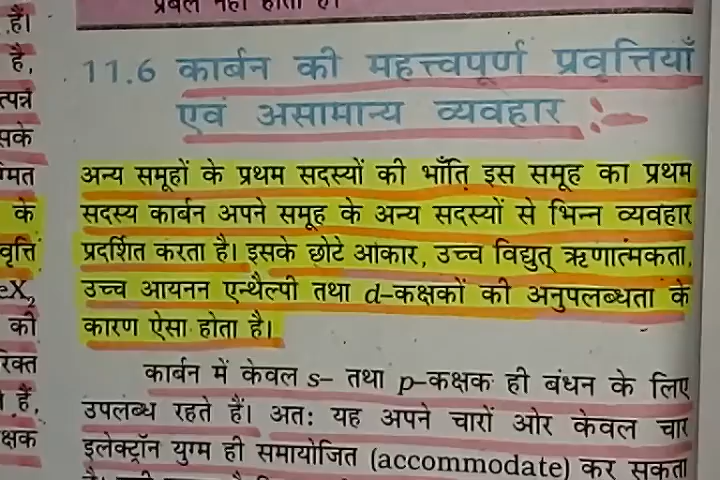 प्रबल नहीं होता है।
11.6 कार्बन की महत्त्वपूर्ण प्रवृत्तियाँ
एवं असामान्य व्यवहार :-
अन्य समूहों के प्रथम सदस्यों की भाँति इस समूह का प्रथम
सदस्य कार्बन अपने समूह के अन्य सदस्यों से भिन्न व्यवहार
प्रदर्शित करता है। इसके छोटे आकार, उच्च विद्युत् ऋणात्मकता,
उच्च आयनन एन्थैल्पी तथा d-कक्षकों की अनुपलब्धता के
कारण ऐसा होता है।
कार्बन में केवल s- तथा p-कक्षक ही बंधन के लिए
उपलब्ध रहते हैं। अतः यह अपने चारों ओर केवल चार
इलेक्ट्रॉन युग्म ही समायोजित (accommodate) कर सकता
हैं।
है,
के
की
हैं,